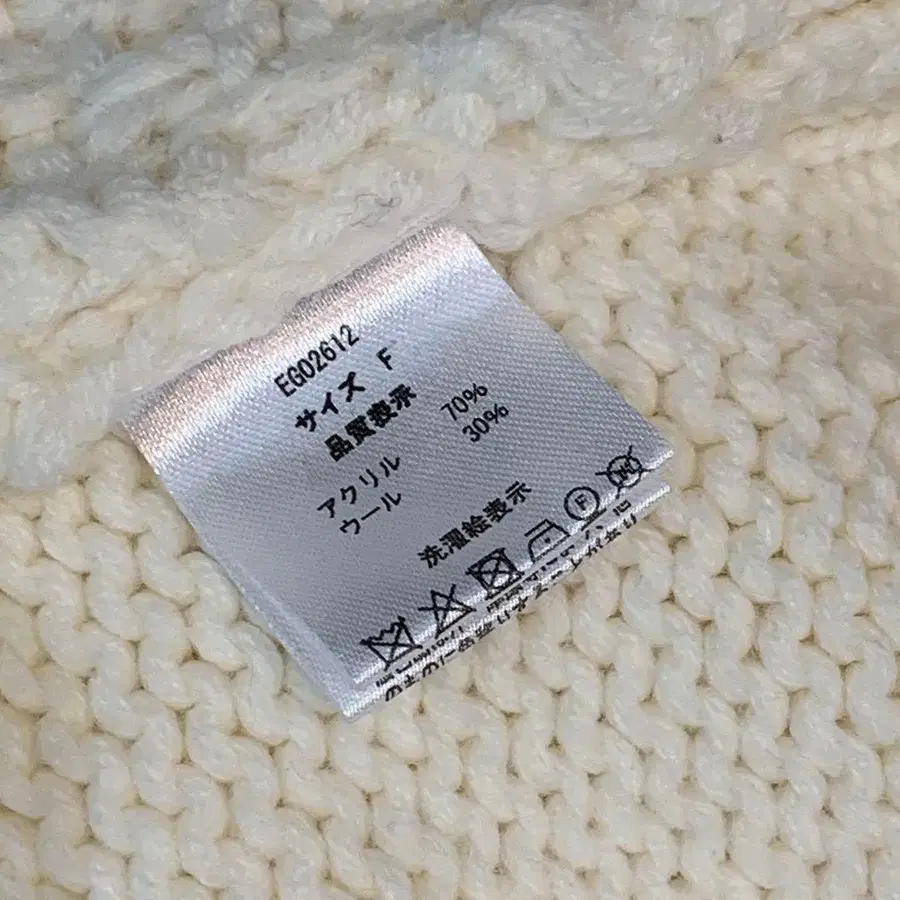 EG02612
サイズ F
品質表示
アクリル 70%
ウール 30%
洗濯絵表示
F